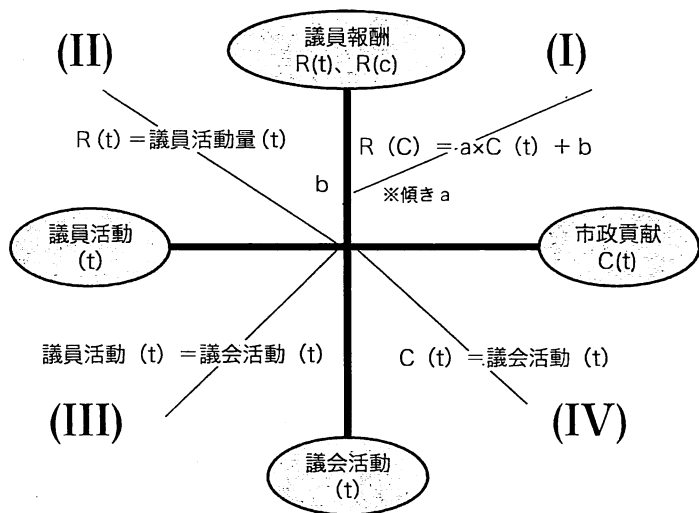 (II)
議員報酬
R(t)、R(c)
(I)
R(t)=議員活動量(t)
R(C)=a×C(t)+b
b
※傾きa
議員活動
(t)
市政貢献
C(t)
議員活動(t)=議会活動(t)
C(t)=議会活動(t)
(III)
(IV)
議会活動
(t)